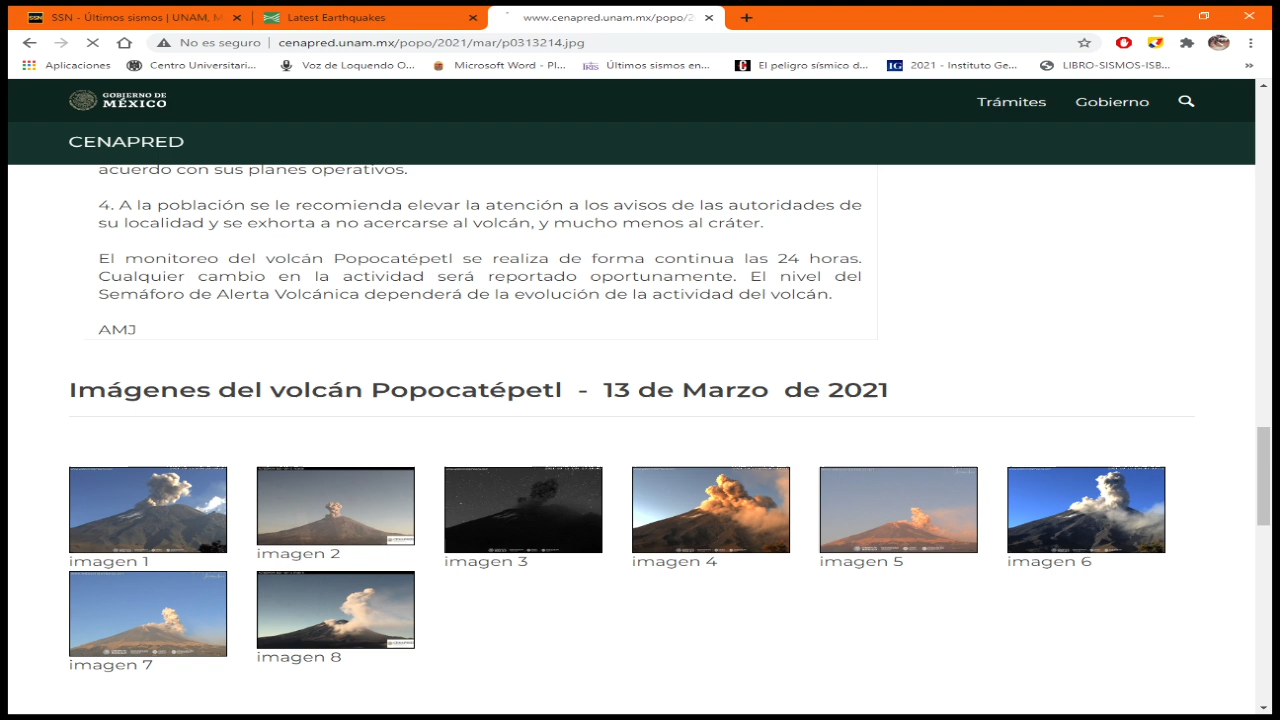 SSN - Últimos sismos | UNAM, M
Latest Earthquakes
www.cenapred.unam.mx/popo/2
No es seguro
cenapred.unam.mx/popo/2021/mar/p0313214.jpg
Aplicaciones
Centro Universitari...
Voz de Loquendo O...
Microsoft Word - Pl...
Últimos sismos en...
El peligro sísmico d...
2021 - Instituto Ge...
LIBRO-SISMOS-ISB...
GOBIERNO DE
MÉXICO
Trámites
Gobierno
CENAPRED
acuerdo con sus planes operativos.
4. A la población se le recomienda elevar la atención a los avisos de las autoridades de
su localidad y se exhorta a no acercarse al volcán, y mucho menos al cráter.
El monitoreo del volcán Popocatépetl se realiza de forma continua las 24 horas.
Cualquier cambio en la actividad será reportado oportunamente. El nivel del
Semáforo de Alerta Volcánica dependerá de la evolución de la actividad del volcán.
AMJ
Imágenes del volcán Popocatépetl - 13 de Marzo de 2021
imagen 1
imagen 2
imagen 3
imagen 4
imagen 5
imagen 6
imagen 7
imagen 8